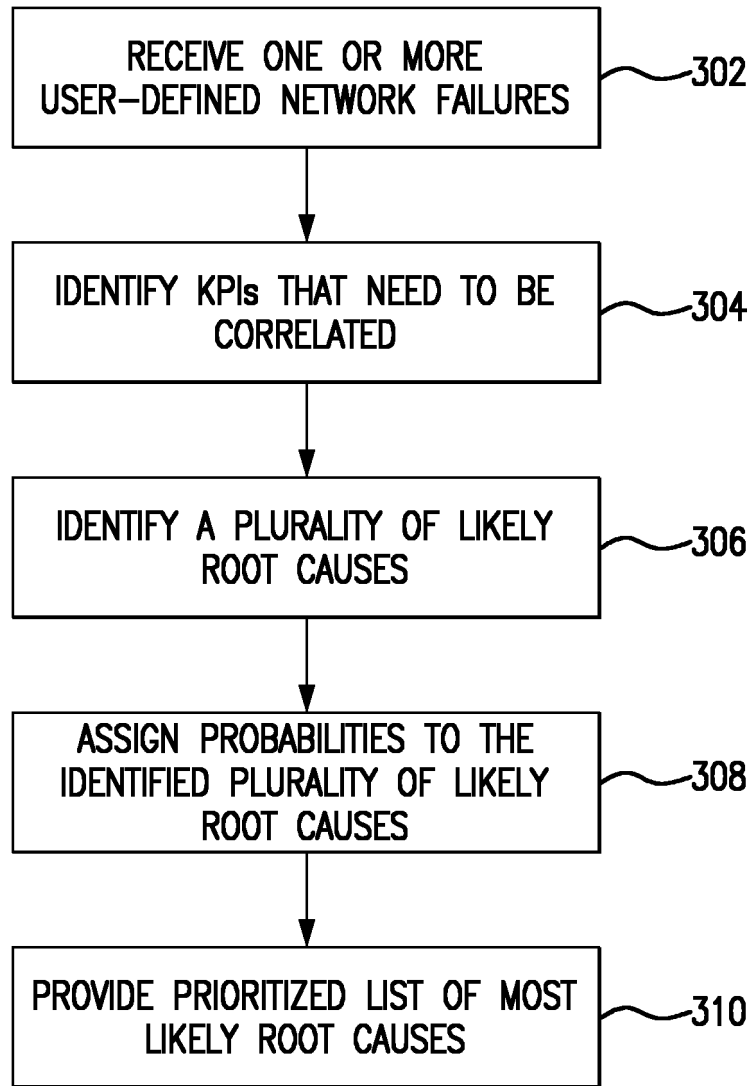 RECEIVE ONE OR MORE
USER-DEFINED NETWORK FAILURES
302
IDENTIFY KPIs THAT NEED TO BE
CORRELATED
304
IDENTIFY A PLURALITY OF LIKELY
ROOT CAUSES
306
ASSIGN PROBABILITIES TO THE
IDENTIFIED PLURALITY OF LIKELY
ROOT CAUSES
308
PROVIDE PRIORITIZED LIST OF MOST
LIKELY ROOT CAUSES
310